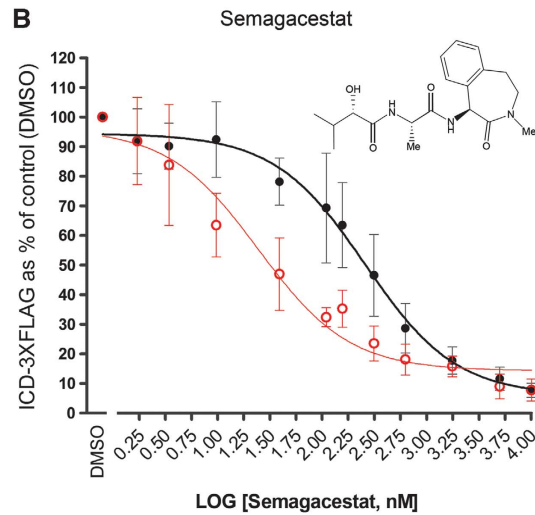 B
Semagacestat
ICD-3XFLAG as % of control (DMSO)
120
110
100
90
80
70
60
50
40
30
20
10
0
OH
O
H
N
Me
O
N
H
O
N
Me
DMSO
0.25
0.50
0.75
1.00
1.25
1.50
1.75
2.00
2.25
2.50
2.75
3.00
3.25
3.50
3.75
4.00
LOG [Semagacestat, nM]